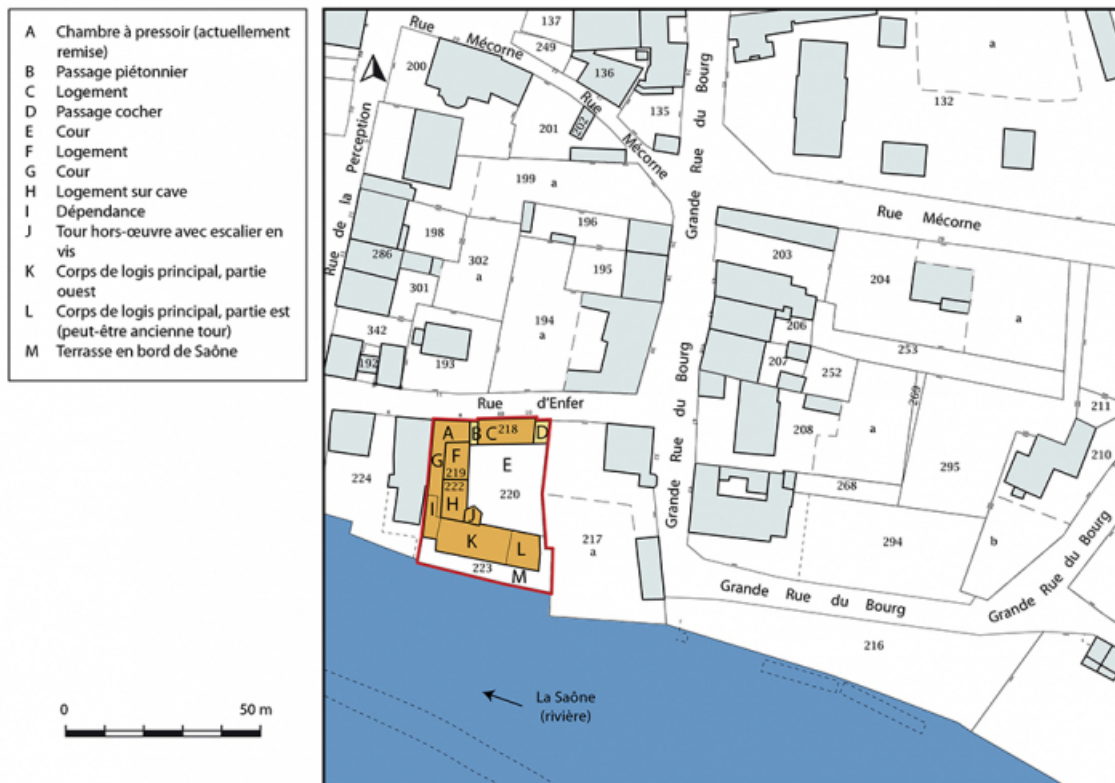 A Chambre à pressoir (actuellement
remise)
B Passage piétonnier
C Logement
D Passage cocher
E Cour
F Logement
G Cour
H Logement sur cave
I Dépendance
J Tour hors-œuvre avec escalier en
vis
K Corps de logis principal, partie
ouest
L Corps de logis principal, partie est
(peut-être ancienne tour)
M Terrasse en bord de Saône
0 50 m
Rue Mécorne
137
249
136
200
a
132
135
202
201
Rue Mécorne
Rue de la Perception
Grande Rue du Bourg
199 a
196
Rue Mécorne
198
286
302
a
195
203
204
301
a
194
a
206
342
193
192
207
252
253
269
211
Rue d'Enfer
Grande Rue du Bourg
A B C 218 D
208
a
210
G F
219
E
295
224
222
220
H
268
I J
Grande Rue du Bourg
217
a
294
b
K L
223 M
Grande Rue du Bourg
Grande Rue du Bourg
216
La Saône
(rivière)